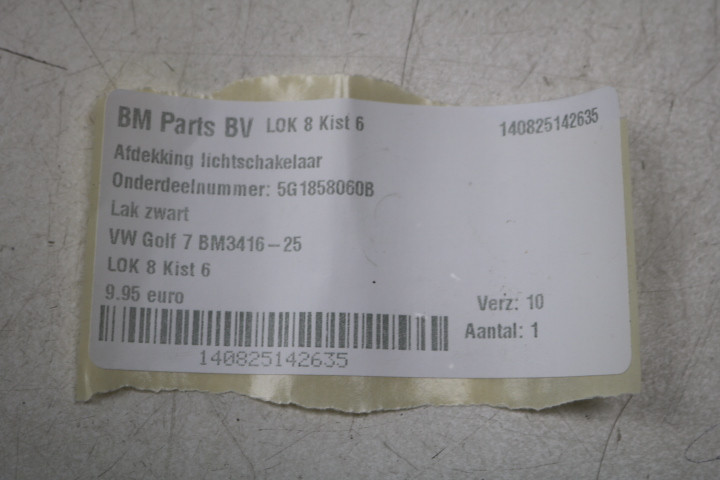 BM Parts BV LOK 8 Kist 6 140825142635
Afdekking lichtschakelaar
Onderdeelnummer: 5G1858060B
Lak zwart
VW Golf 7 BM3416-25
LOK 8 Kist 6
9.95 euro
Verz: 10
Aantal: 1
140825142635